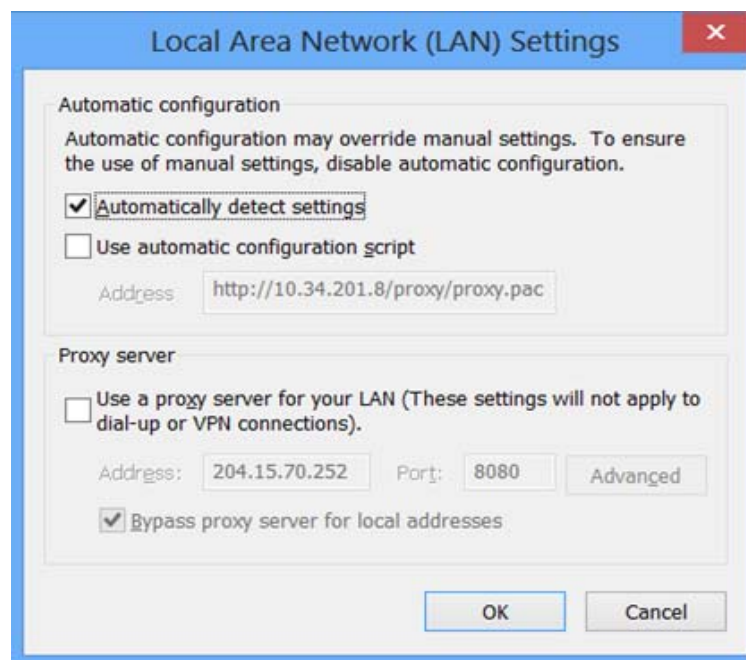 Local Area Network (LAN) Settings
Automatic configuration
Automatic configuration may override manual settings. To ensure
the use of manual settings, disable automatic configuration.
Automatically detect settings
Use automatic configuration script
Address http://10.34.201.8/proxy/proxy.pac
Proxy server
Use a proxy server for your LAN (These settings will not apply to
dial-up or VPN connections).
Address: 204.15.70.252 Port: 8080 Advanced
Bypass proxy server for local addresses
OK Cancel